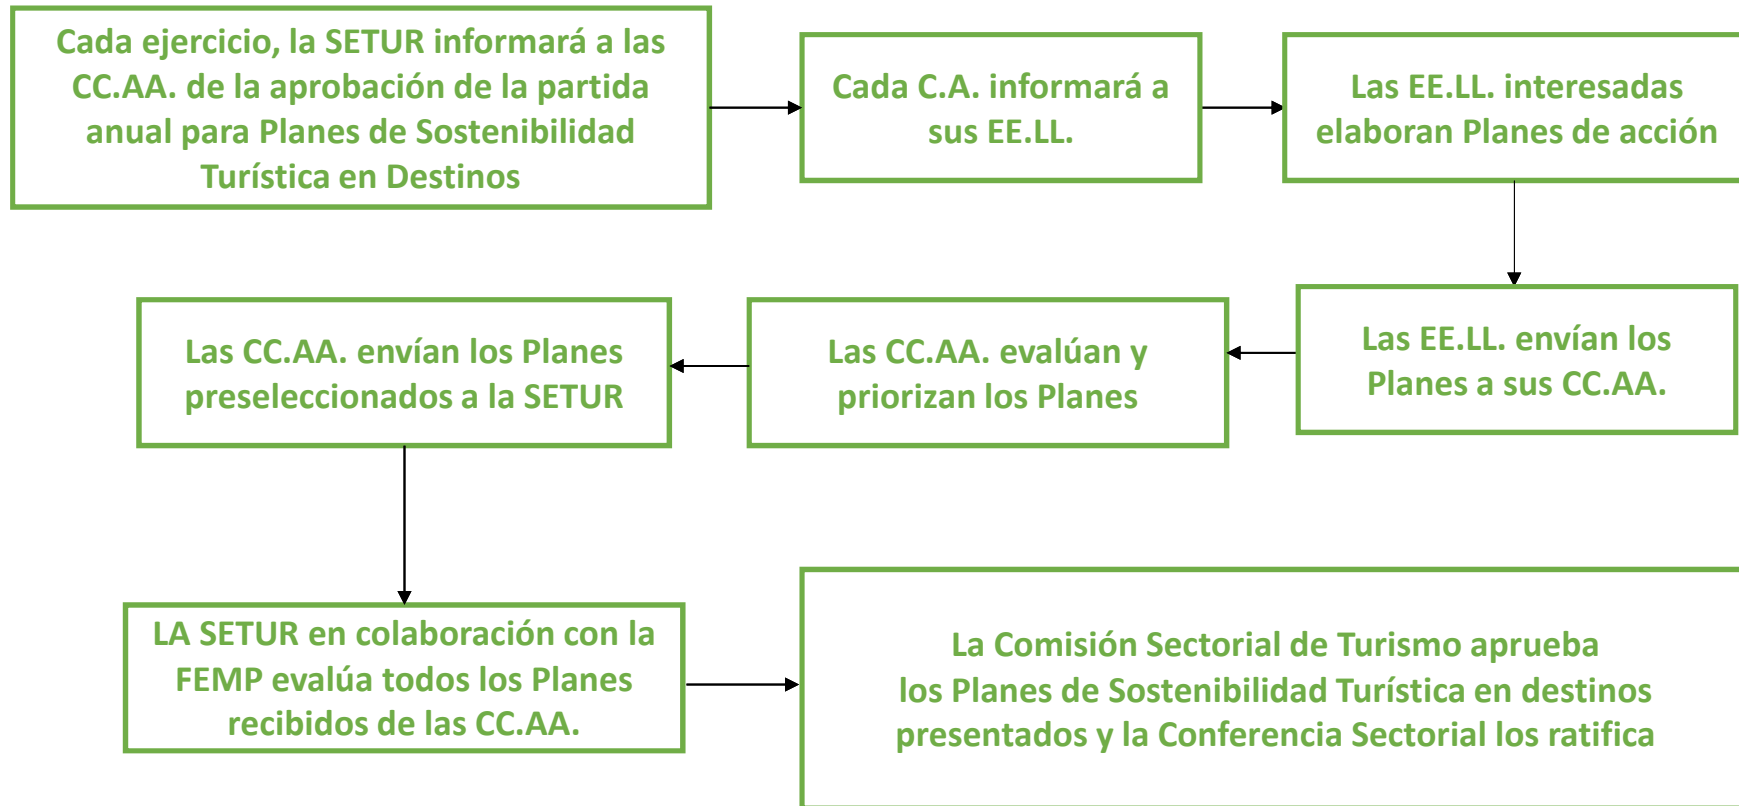 Cada ejercicio, la SETUR informará a las
CC.AA. de la aprobación de la partida
anual para Planes de Sostenibilidad
Turística en Destinos
Cada C.A. informará a
sus EE.LL.
Las EE.LL. interesadas
elaboran Planes de acción
Las EE.LL. envían los
Planes a sus CC.AA.
Las CC.AA. evalúan y
priorizan los Planes
Las CC.AA. envían los Planes
preseleccionados a la SETUR
LA SETUR en colaboración con la
FEMP evalúa todos los Planes
recibidos de las CC.AA.
La Comisión Sectorial de Turismo aprueba
los Planes de Sostenibilidad Turística en destinos
presentados y la Conferencia Sectorial los ratifica